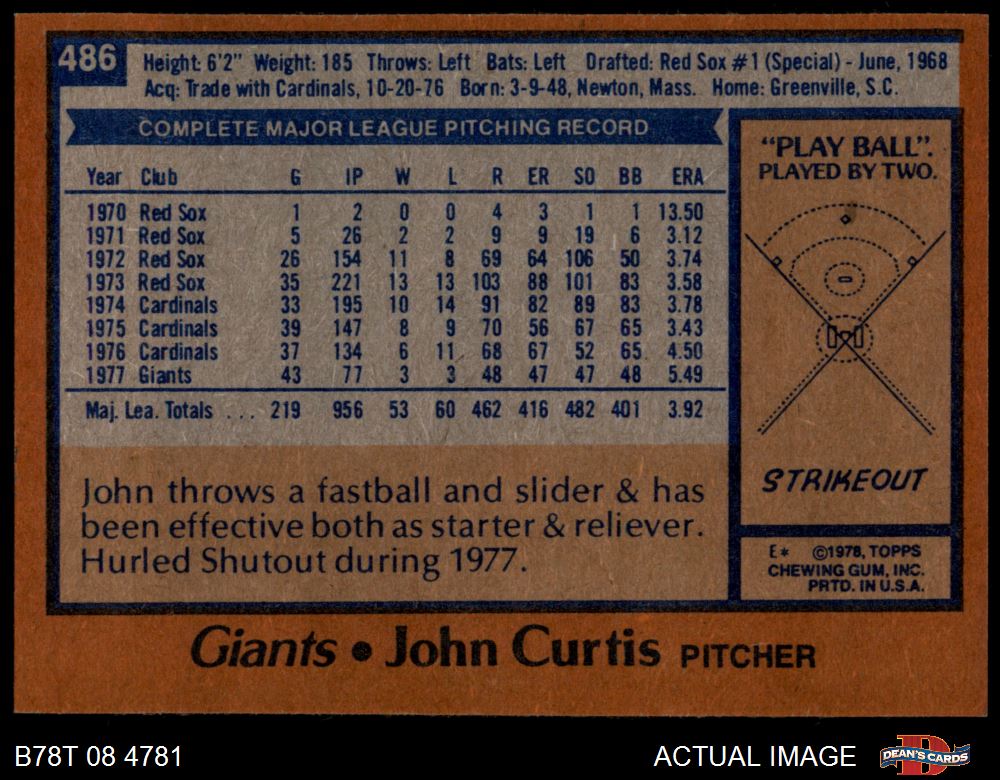 486
Height: 6'2" Weight: 185 Throws: Left Bats: Left Drafted: Red Sox #1 (Special) - June, 1968
Acq: Trade with Cardinals, 10-20-76 Born: 3-9-48, Newton, Mass. Home: Greenville, S.C.
COMPLETE MAJOR LEAGUE PITCHING RECORD
Year Club G IP W L R ER SO BB ERA
1970 Red Sox 1 2 0 0 4 3 1 1 13.50
1971 Red Sox 5 26 2 2 9 9 19 6 3.12
1972 Red Sox 26 154 11 8 69 64 106 50 3.74
1973 Red Sox 35 221 13 13 103 88 101 83 3.58
1974 Cardinals 33 195 10 14 91 82 89 83 3.78
1975 Cardinals 39 147 8 9 70 56 67 65 3.43
1976 Cardinals 37 134 6 11 68 67 52 65 4.50
1977 Giants 43 77 3 3 48 47 47 48 5.49
Maj. Lea. Totals . . . 219 956 53 60 462 416 482 401 3.92
John throws a fastball and slider & has
been effective both as starter & reliever.
Hurled Shutout during 1977.
"PLAY BALL".
PLAYED BY TWO.
STRIKEOUT
E* ©1978, TOPPS
CHEWING GUM, INC.
PRTD. IN U.S.A.
Giants • John Curtis PITCHER
B78T 08 4781
ACTUAL IMAGE
DEAN'S CARDS